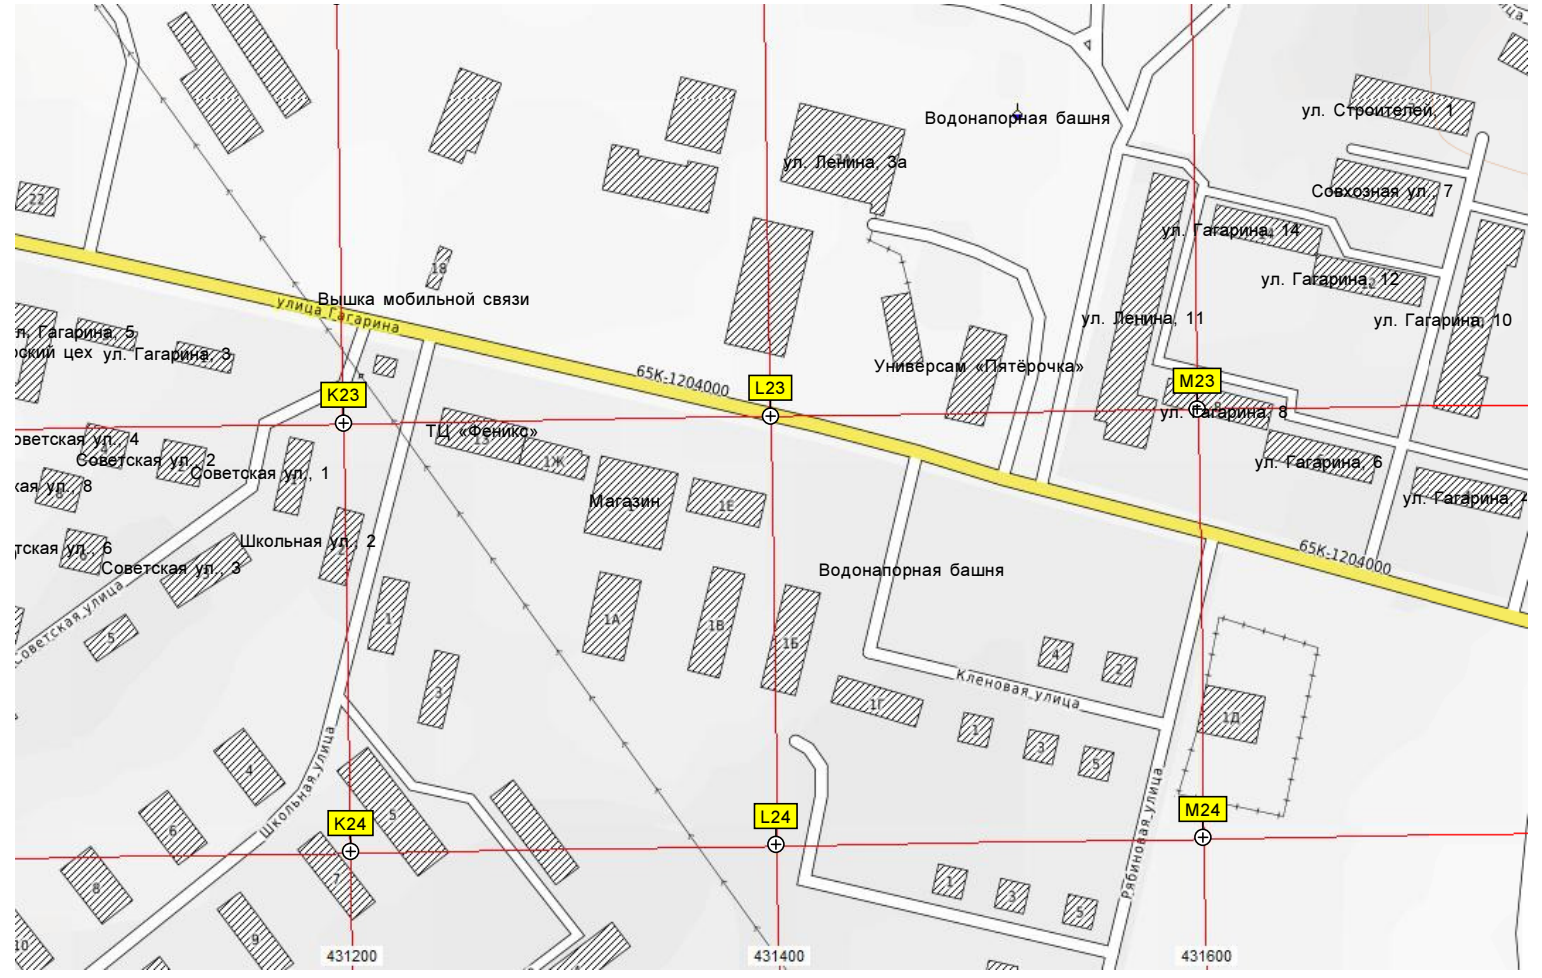 ул. Строителей, 1
Водонапорная башня
ул. Ленина, 3а
Совхозная ул., 7
22
ул. Гагарина, 14
18
ул. Гагарина, 12
12
Вышка мобильной связи
улица Гагарина
ул. Ленина, 11
ул. Гагарина, 10
л. Гагарина, 5
ский цех
ул. Гагарина, 3
Универсам «Пятёрочка»
65К-1204000
K23
L23
M23
ул. Гагарина, 8
ТЦ «Феникс»
13
оветская ул., 4
Советская ул., 2
Советская ул., 1
1Ж
ул. Гагарина, 6
кая ул., 8
Магазин
1Е
ул. Гагарина, 4
тская ул., 6
Школьная ул., 2
65К-1204000
Советская ул., 3
Водонапорная башня
Советская улица
5
1
1А
1В
1Б
4
2
3
Кленовая улица
1Г
1Д
1
3
5
4
Школьная улица
6
5
K24
L24
M24
7
8
Рябиновая улица
1
3
5
9
10
431200
431400
431600